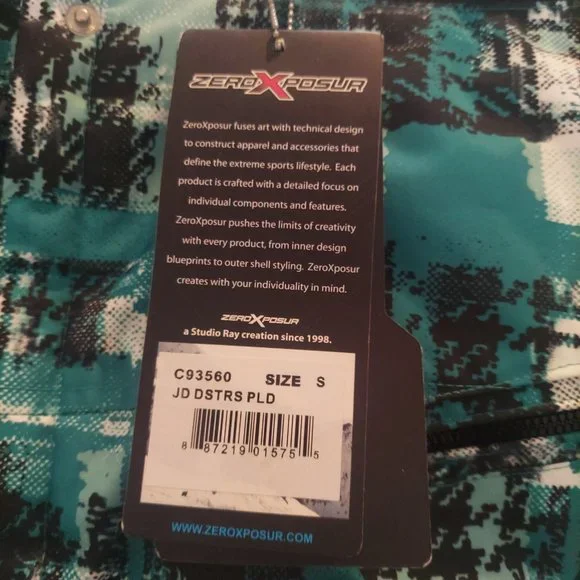 ZEROXPOSUR
ZeroXposur fuses art with technical design
to construct apparel and accessories that
define the extreme sports lifestyle. Each
product is crafted with a detailed focus on
individual components and features.
ZeroXposur pushes the limits of creativity
with every product, from inner design
blueprints to outer shell styling. ZeroXposur
creates with your individuality in mind.
ZEROXPOSUR
a Studio Ray creation since 1998.
C93560 SIZE S
JD DSTRS PLD
8 87219 01575 5
WWW.ZEROXPOSUR.COM